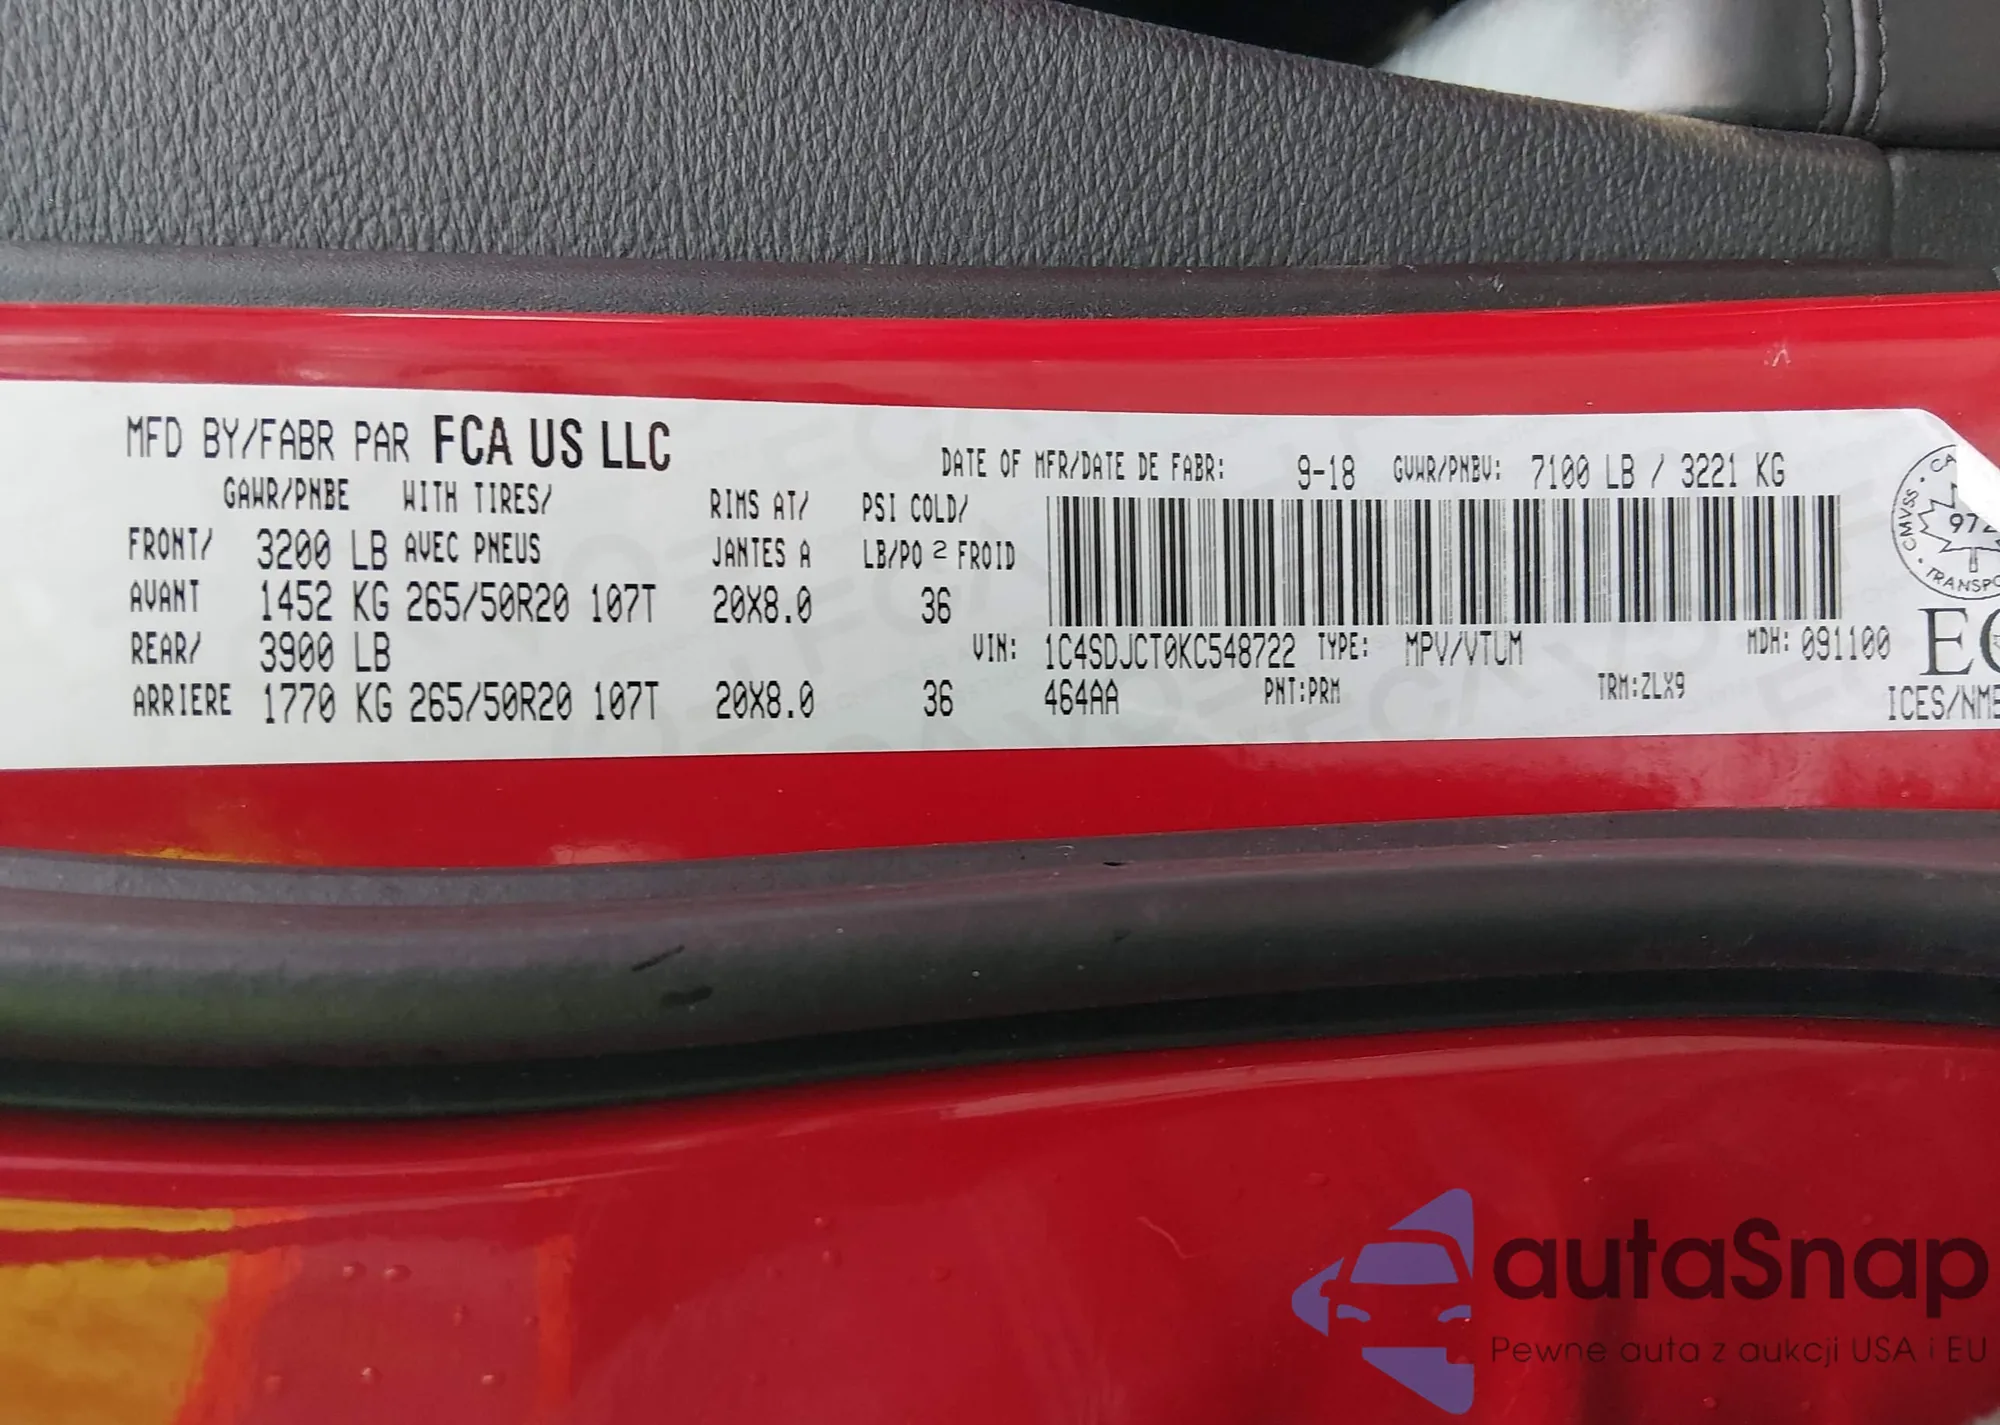 MFD BY/FABR PAR FCA US LLC
DATE OF MFR/DATE DE FABR: 9-18 GVWR/PNBV: 7100 LB / 3221 KG
GAWR/PNBE WITH TIRES/ RIMS AT/ PSI COLD/
FRONT/ 3200 LB AVEC PNEUS JANTES A LB/PO 2 FROID
AVANT 1452 KG 265/50R20 107T 20X8.0 36
REAR/ 3900 LB
ARRIERE 1770 KG 265/50R20 107T 20X8.0 36
VIN: 1C4SDJCT0KC548722 TYPE: MPV/VTUM MDH: 091100
464AA PNT:PRM TRM:ZLX9
CMVSS
ICES/NMB
autaSnap
Pewne auta z aukcji USA i EU